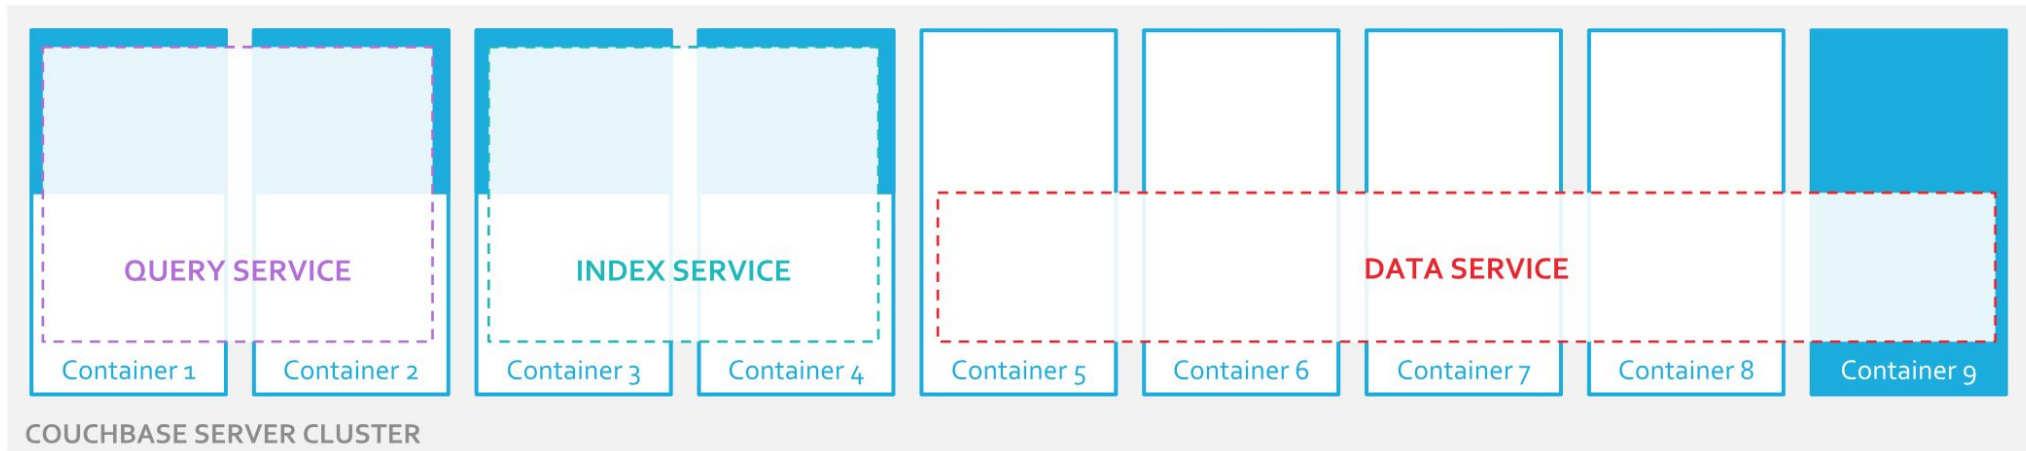 QUERY SERVICE
INDEX SERVICE
DATA SERVICE
Container 1
Container 2
Container 3
Container 4
Container 5
Container 6
Container 7
Container 8
Container 9
COUCHBASE SERVER CLUSTER